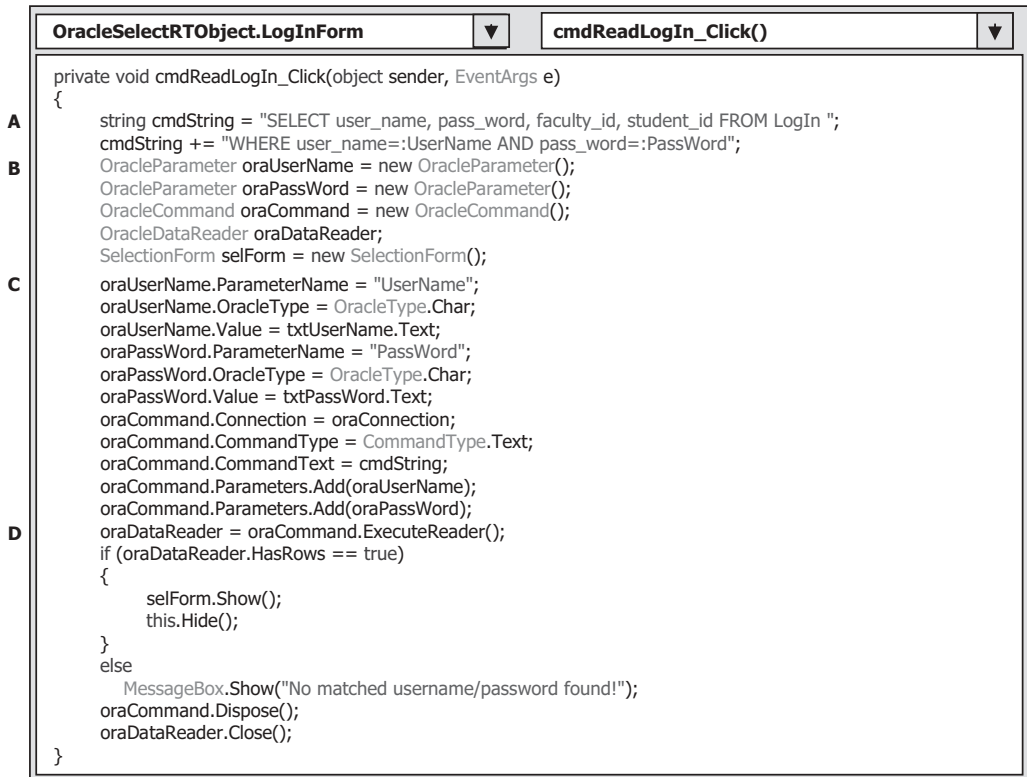 OracleSelectRTObject.LogInForm cmdReadLogIn_Click()
private void cmdReadLogIn_Click(object sender, EventArgs e)
{
A string cmdString = "SELECT user_name, pass_word, faculty_id, student_id FROM LogIn ";
cmdString += "WHERE user_name=:UserName AND pass_word=:PassWord";
B OracleParameter oraUserName = new OracleParameter();
OracleParameter oraPassWord = new OracleParameter();
OracleCommand oraCommand = new OracleCommand();
OracleDataReader oraDataReader;
SelectionForm selForm = new SelectionForm();
C oraUserName.ParameterName = "UserName";
oraUserName.OracleType = OracleType.Char;
oraUserName.Value = txtUserName.Text;
oraPassWord.ParameterName = "PassWord";
oraPassWord.OracleType = OracleType.Char;
oraPassWord.Value = txtPassWord.Text;
oraCommand.Connection = oraConnection;
oraCommand.CommandType = CommandType.Text;
oraCommand.CommandText = cmdString;
oraCommand.Parameters.Add(oraUserName);
oraCommand.Parameters.Add(oraPassWord);
D oraDataReader = oraCommand.ExecuteReader();
if (oraDataReader.HasRows == true)
{
selForm.Show();
this.Hide();
}
else
MessageBox.Show("No matched username/password found!");
oraCommand.Dispose();
oraDataReader.Close();
}